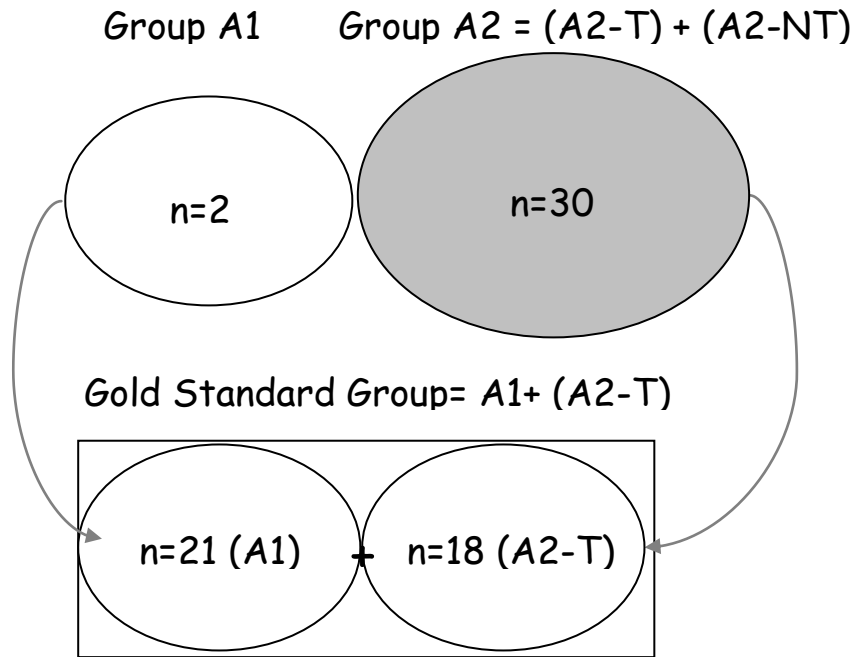 Group A1 Group A2 = (A2-T) + (A2-NT)
n=2 n=30
Gold Standard Group= A1+ (A2-T)
n=21 (A1) + n=18 (A2-T)